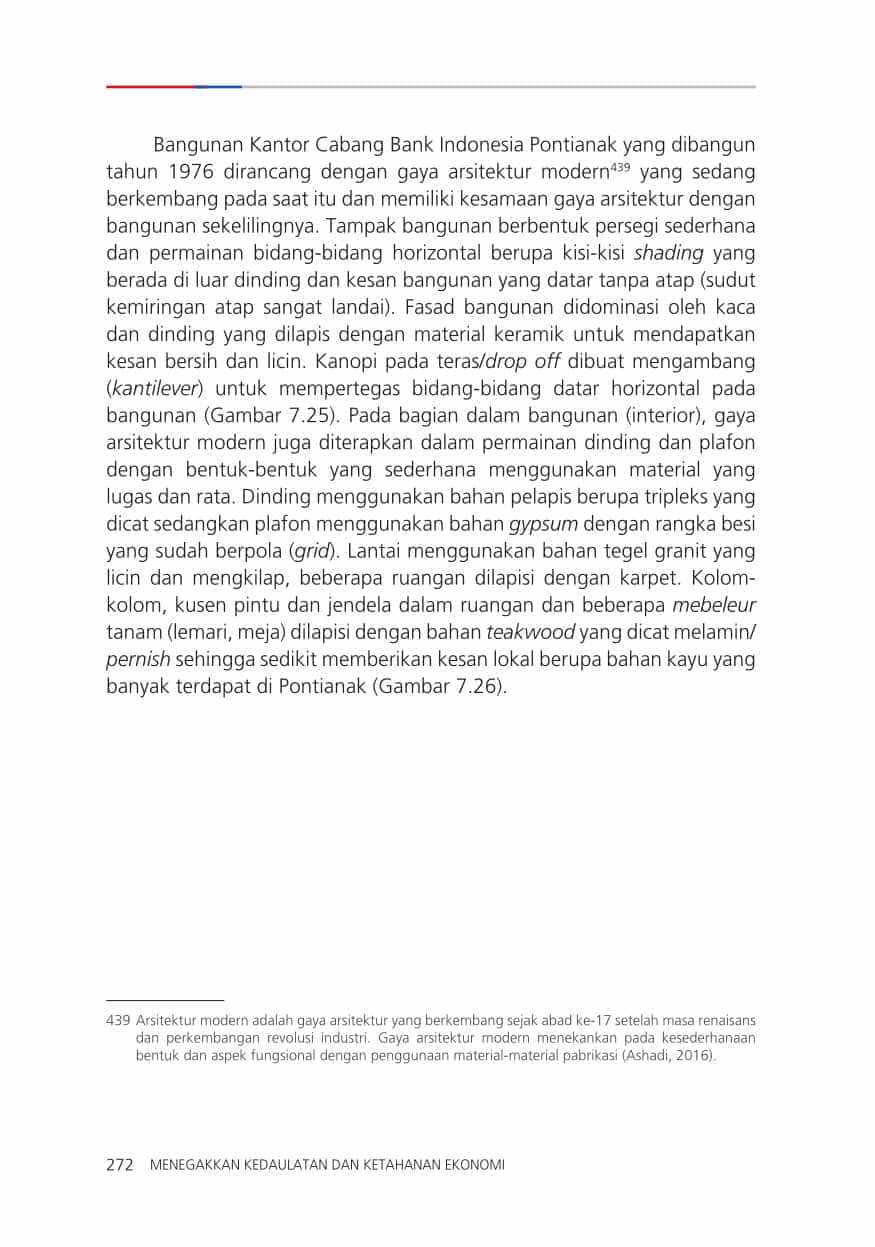 Bangunan Kantor Cabang Bank Indonesia Pontianak yang dibangun
tahun 1976 dirancang dengan gaya arsitektur modern439 yang sedang
berkembang pada saat itu dan memiliki kesamaan gaya arsitektur dengan
bangunan sekelilingnya. Tampak bangunan berbentuk persegi sederhana
dan permainan bidang-bidang horizontal berupa kisi-kisi shading yang
berada di luar dinding dan kesan bangunan yang datar tanpa atap (sudut
kemiringan atap sangat landai). Fasad bangunan didominasi oleh kaca
dan dinding yang dilapis dengan material keramik untuk mendapatkan
kesan bersih dan licin. Kanopi pada teras/drop off dibuat mengambang
(kantilever) untuk mempertegas bidang-bidang datar horizontal pada
bangunan (Gambar 7.25). Pada bagian dalam bangunan (interior), gaya
arsitektur modern juga diterapkan dalam permainan dinding dan plafon
dengan bentuk-bentuk yang sederhana menggunakan material yang
lugas dan rata. Dinding menggunakan bahan pelapis berupa tripleks yang
dicat sedangkan plafon menggunakan bahan gypsum dengan rangka besi
yang sudah berpola (grid). Lantai menggunakan bahan tegel granit yang
licin dan mengkilap, beberapa ruangan dilapisi dengan karpet. Kolom-
kolom, kusen pintu dan jendela dalam ruangan dan beberapa mebeleur
tanam (lemari, meja) dilapisi dengan bahan teakwood yang dicat melamin/
pernish sehingga sedikit memberikan kesan lokal berupa bahan kayu yang
banyak terdapat di Pontianak (Gambar 7.26).
439 Arsitektur modern adalah gaya arsitektur yang berkembang sejak abad ke-17 setelah masa renaisans
dan perkembangan revolusi industri. Gaya arsitektur modern menekankan pada kesederhanaan
bentuk dan aspek fungsional dengan penggunaan material-material pabrikasi (Ashadi, 2016).
272 MENEGAKKAN KEDAULATAN DAN KETAHANAN EKONOMI